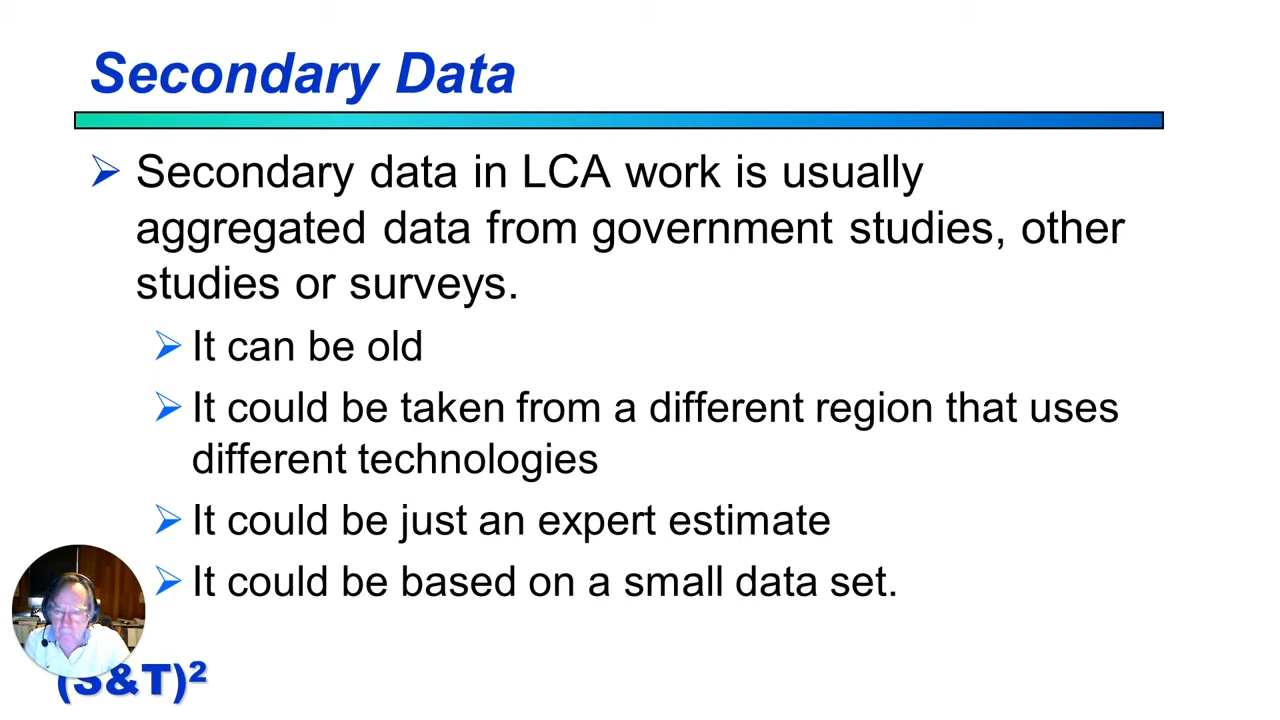 Secondary Data
Secondary data in LCA work is usually
aggregated data from government studies, other
studies or surveys.
It can be old
It could be taken from a different region that uses
different technologies
It could be just an expert estimate
It could be based on a small data set.
(S&T)²